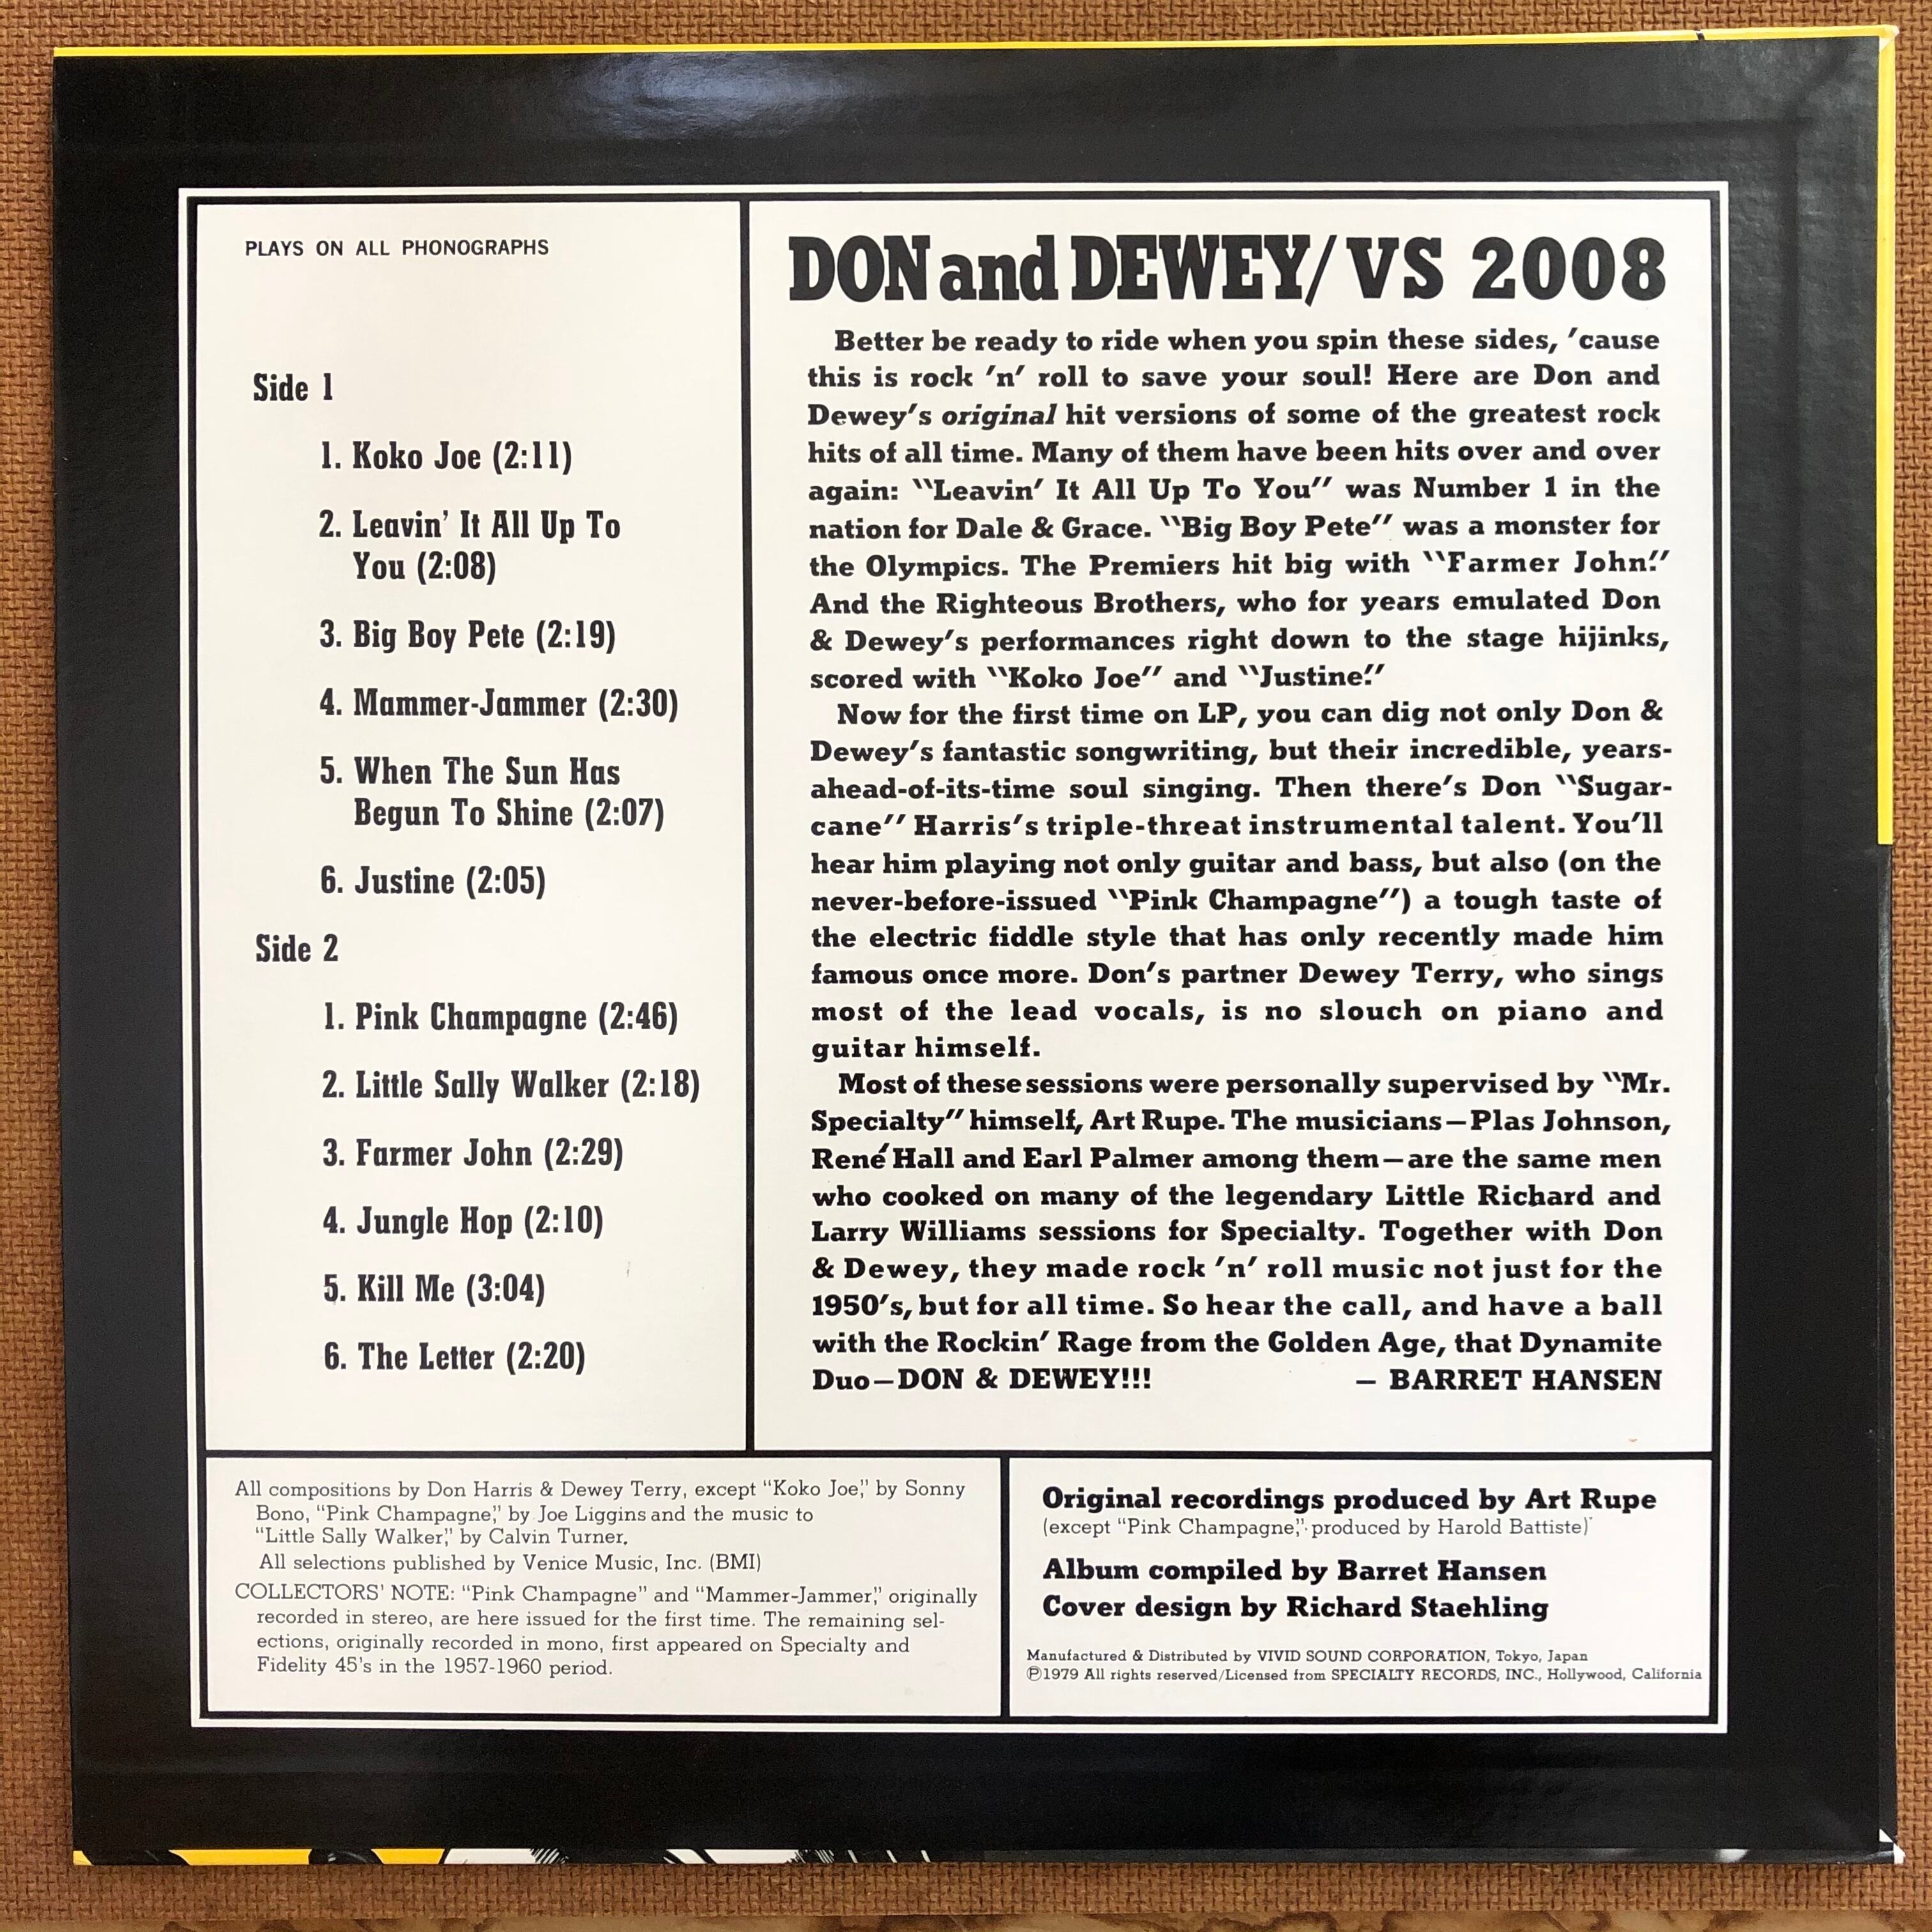 PLAYS ON ALL PHONOGRAPHS
Side 1
1. Koko Joe (2:11)
2. Leavin' It All Up To
You (2:08)
3. Big Boy Pete (2:19)
4. Mammer-Jammer (2:30)
5. When The Sun Has
Begun To Shine (2:07)
6. Justine (2:05)
Side 2
1. Pink Champagne (2:46)
2. Little Sally Walker (2:18)
3. Farmer John (2:29)
4. Jungle Hop (2:10)
5. Kill Me (3:04)
6. The Letter (2:20)
DON and DEWEY/VS 2008
Better be ready to ride when you spin these sides, 'cause
this is rock 'n' roll to save your soul! Here are Don and
Dewey's original hit versions of some of the greatest rock
hits of all time. Many of them have been hits over and over
again: "Leavin' It All Up To You" was Number 1 in the
nation for Dale & Grace. "Big Boy Pete" was a monster for
the Olympics. The Premiers hit big with "Farmer John."
And the Righteous Brothers, who for years emulated Don
& Dewey's performances right down to the stage hijinks,
scored with "Koko Joe" and "Justine."
Now for the first time on LP, you can dig not only Don &
Dewey's fantastic songwriting, but their incredible, years-
ahead-of-its-time soul singing. Then there's Don "Sugar-
cane" Harris's triple-threat instrumental talent. You'll
hear him playing not only guitar and bass, but also (on the
never-before-issued "Pink Champagne") a tough taste of
the electric fiddle style that has only recently made him
famous once more. Don's partner Dewey Terry, who sings
most of the lead vocals, is no slouch on piano and
guitar himself.
Most of these sessions were personally supervised by "Mr.
Specialty" himself, Art Rupe. The musicians—Plas Johnson,
René Hall and Earl Palmer among them—are the same men
who cooked on many of the legendary Little Richard and
Larry Williams sessions for Specialty. Together with Don
& Dewey, they made rock 'n' roll music not just for the
1950's, but for all time. So hear the call, and have a ball
with the Rockin' Rage from the Golden Age, that Dynamite
Duo—DON & DEWEY!!! — BARRET HANSEN
All compositions by Don Harris & Dewey Terry, except "Koko Joe," by Sonny
Bono, "Pink Champagne," by Joe Liggins and the music to
"Little Sally Walker," by Calvin Turner.
All selections published by Venice Music, Inc. (BMI)
COLLECTORS' NOTE: "Pink Champagne" and "Mammer-Jammer," originally
recorded in stereo, are here issued for the first time. The remaining sel-
ections, originally recorded in mono, first appeared on Specialty and
Fidelity 45's in the 1957-1960 period.
Original recordings produced by Art Rupe
(except "Pink Champagne," produced by Harold Battiste)
Album compiled by Barret Hansen
Cover design by Richard Staehling
Manufactured & Distributed by VIVID SOUND CORPORATION, Tokyo, Japan
Ⓟ1979 All rights reserved/Licensed from SPECIALTY RECORDS, INC., Hollywood, California